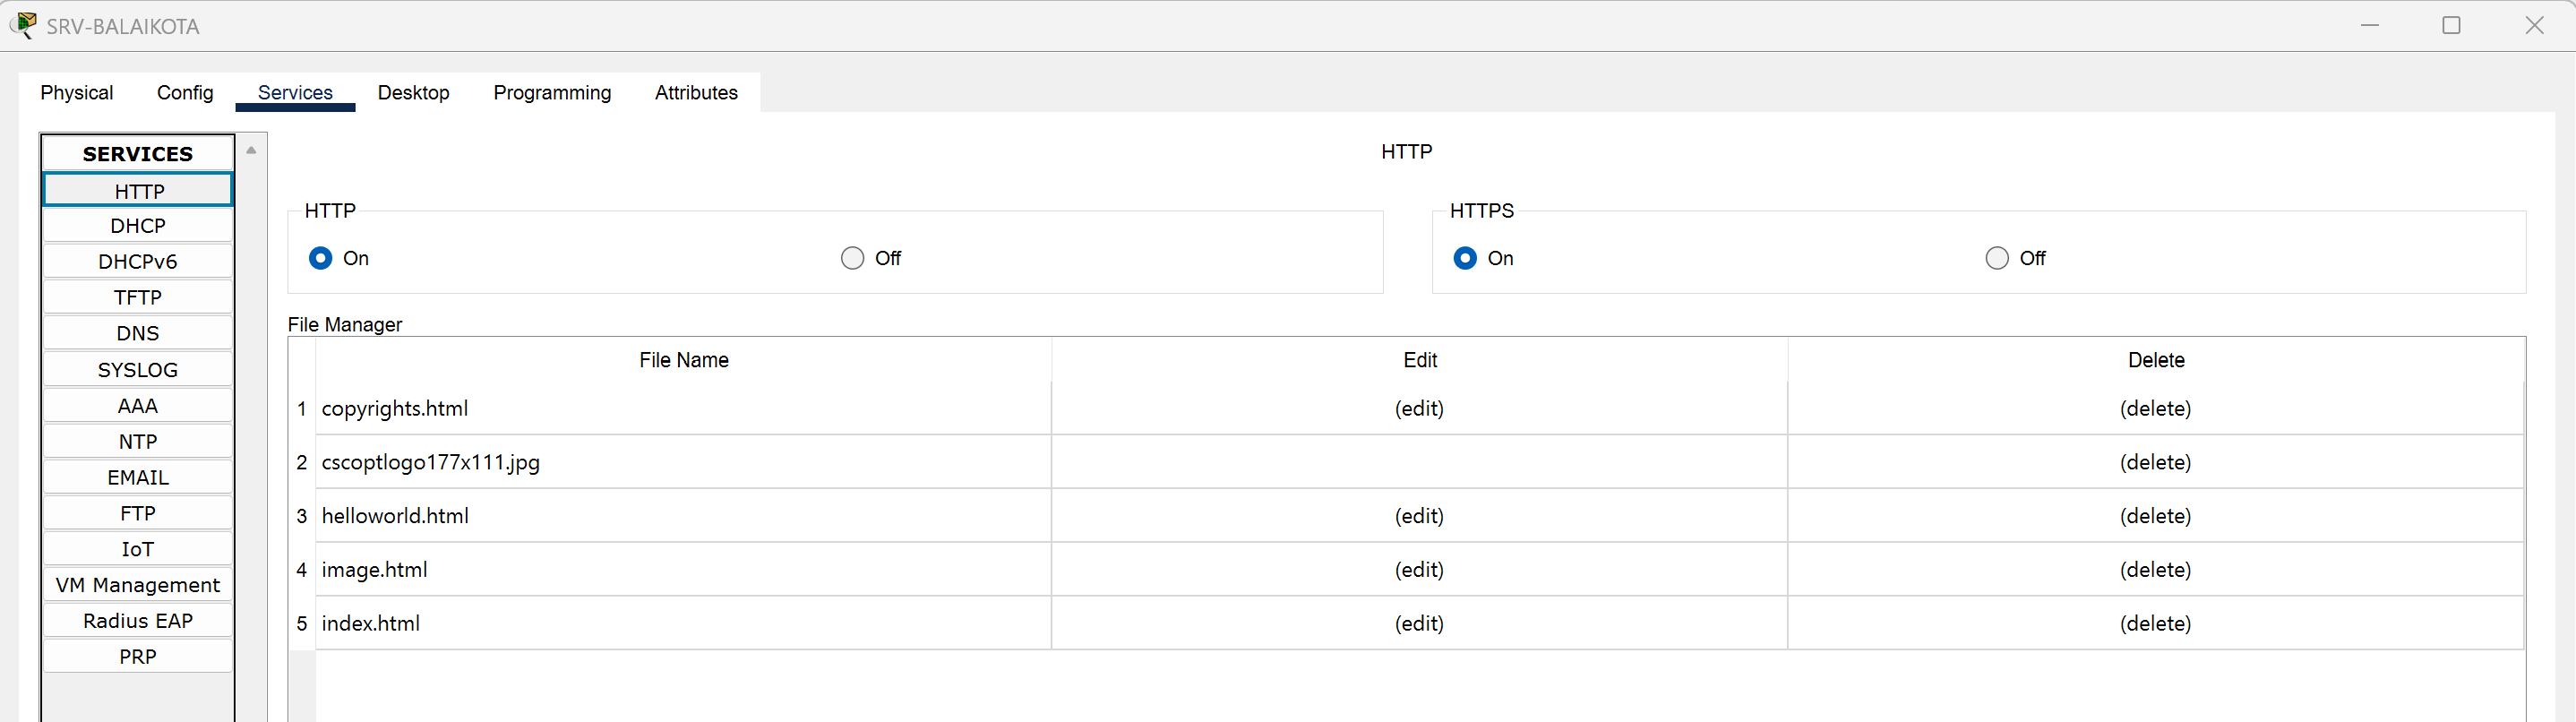 SRV-BALAIKOTA
Physical Config Services Desktop Programming Attributes
SERVICES
HTTP
DHCP
DHCPv6
TFTP
DNS
SYSLOG
AAA
NTP
EMAIL
FTP
IoT
VM Management
Radius EAP
PRP
HTTP
HTTP
On Off
HTTPS
On Off
File Manager
File Name Edit Delete
1 copyrights.html (edit) (delete)
2 cscoptlogo177x111.jpg (delete)
3 helloworld.html (edit) (delete)
4 image.html (edit) (delete)
5 index.html (edit) (delete)